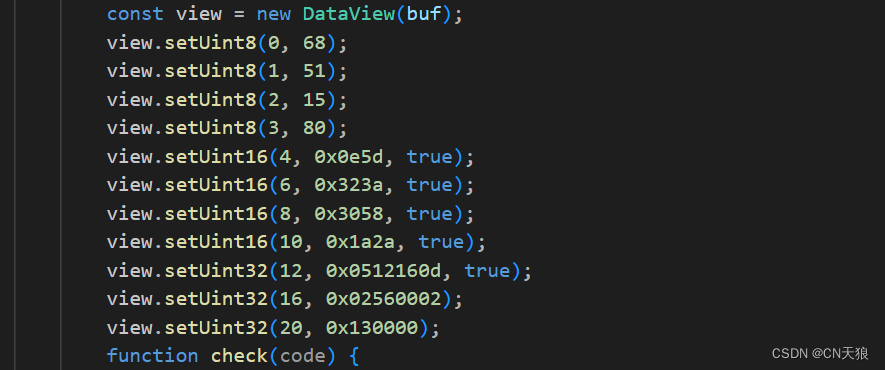 const view = new DataView(buf);
view.setUint8(0, 68);
view.setUint8(1, 51);
view.setUint8(2, 15);
view.setUint8(3, 80);
view.setUint16(4, 0x0e5d, true);
view.setUint16(6, 0x323a, true);
view.setUint16(8, 0x3058, true);
view.setUint16(10, 0x1a2a, true);
view.setUint32(12, 0x0512160d, true);
view.setUint32(16, 0x02560002);
view.setUint32(20, 0x130000);
function check(code) {
CSDN @CN天狼